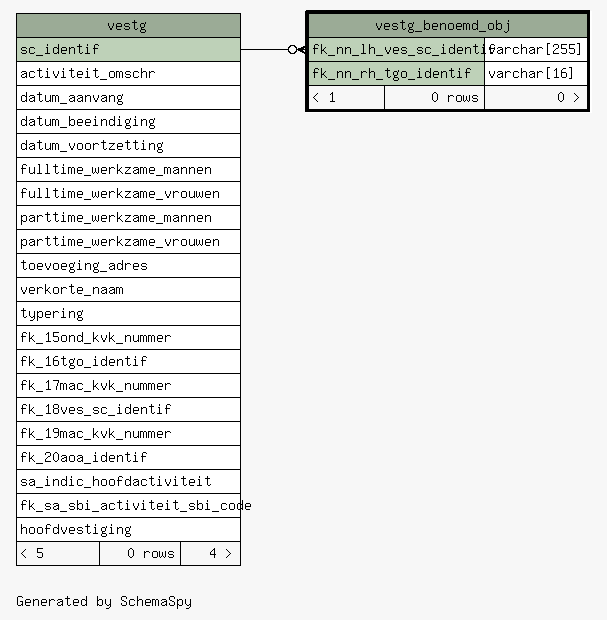 vestg
sc_identif
activiteit_omschr
datum_aanvang
datum_beeindiging
datum_voortzetting
fulltime_werkzame_mannen
fulltime_werkzame_vrouwen
parttime_werkzame_mannen
parttime_werkzame_vrouwen
toevoeging_adres
verkorte_naam
typering
fk_15ond_kvk_nummer
fk_16tgo_identif
fk_17mac_kvk_nummer
fk_18ves_sc_identif
fk_19mac_kvk_nummer
fk_20aoa_identif
sa_indic_hoofdactiviteit
fk_sa_sbi_activiteit_sbi_code
hoofdvestiging
< 5 0 rows 4 >
vestg_benoemd_obj
fk_nn_lh_ves_sc_identif varchar[255]
fk_nn_rh_tgo_identif varchar[16]
< 1 0 rows 0 >
Generated by SchemaSpy